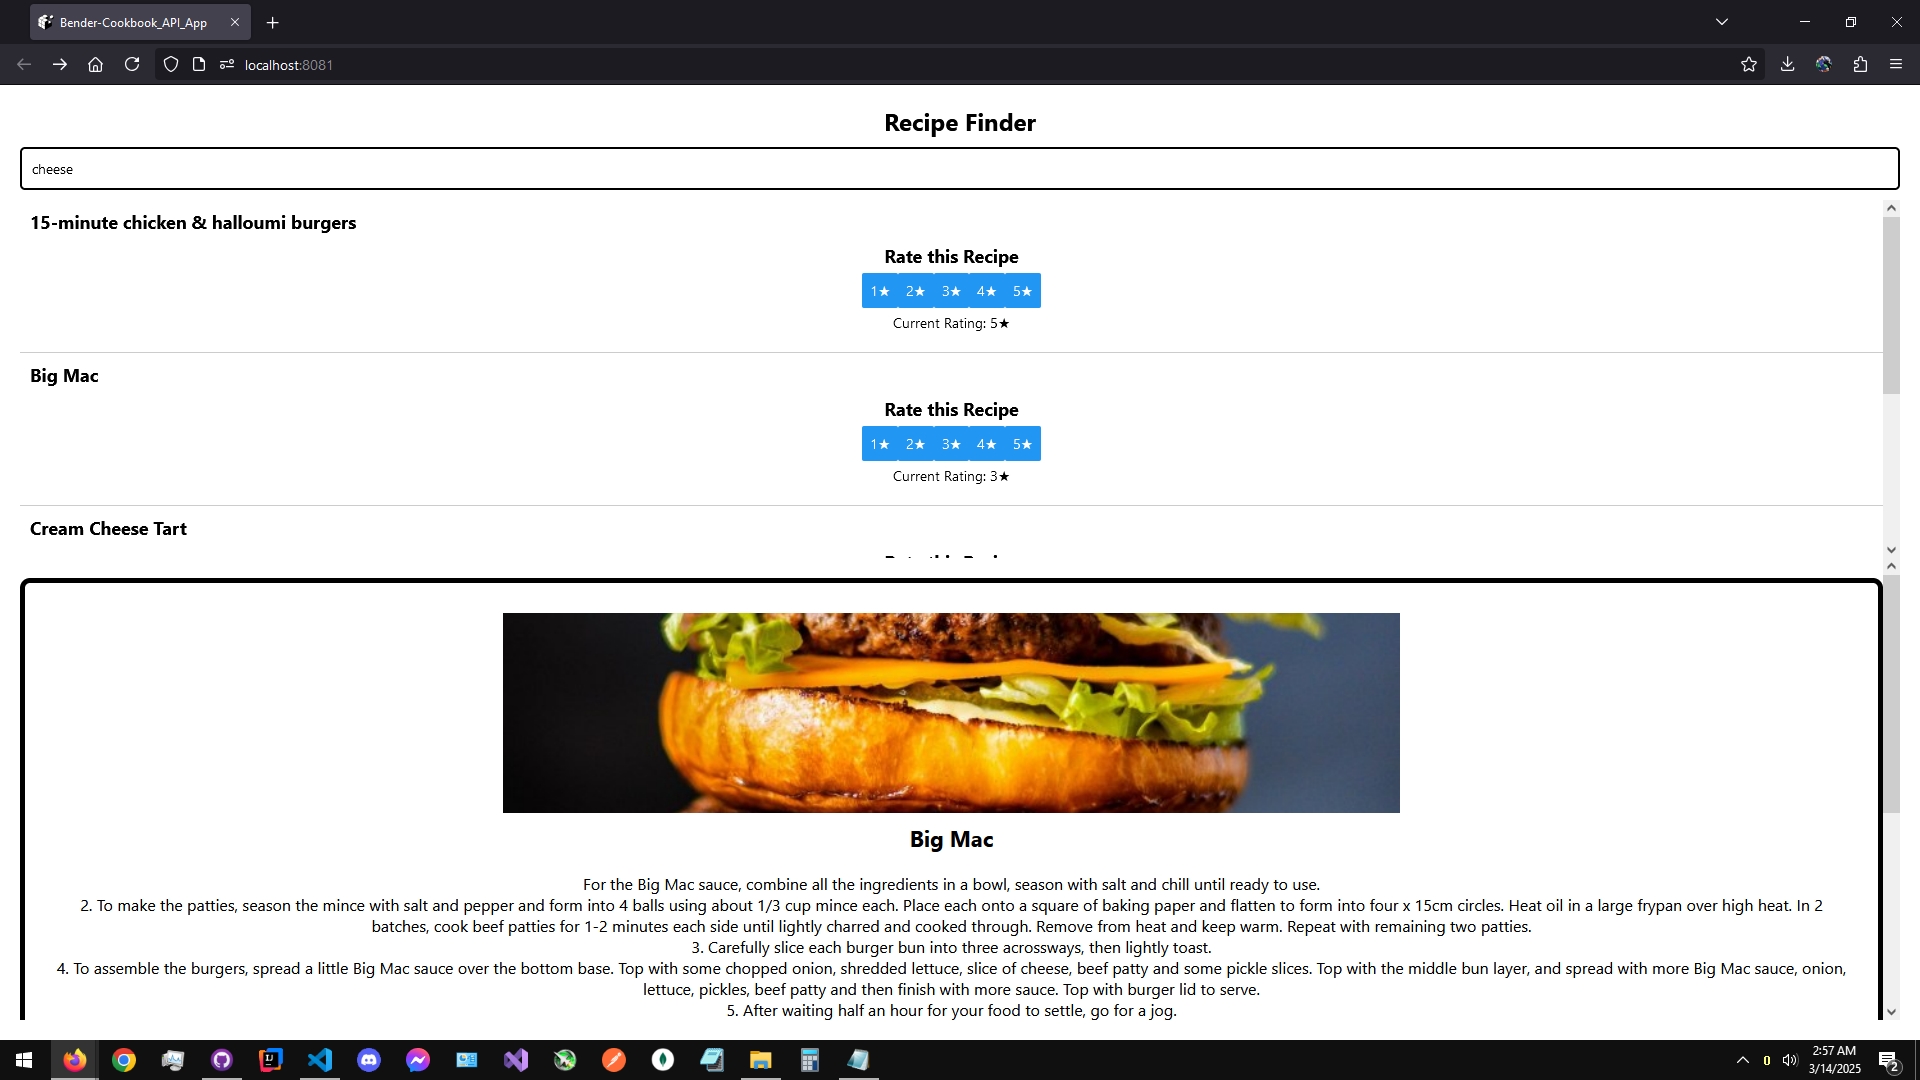 Bender-Cookbook_API_App
localhost:8081
Recipe Finder
cheese
15-minute chicken & halloumi burgers
Rate this Recipe
1★ 2★ 3★ 4★ 5★
Current Rating: 5★
Big Mac
Rate this Recipe
1★ 2★ 3★ 4★ 5★
Current Rating: 3★
Cream Cheese Tart
Big Mac
For the Big Mac sauce, combine all the ingredients in a bowl, season with salt and chill until ready to use.
2. To make the patties, season the mince with salt and pepper and form into 4 balls using about 1/3 cup mince each. Place each onto a square of baking paper and flatten to form into four x 15cm circles. Heat oil in a large frypan over high heat. In 2
batches, cook beef patties for 1-2 minutes each side until lightly charred and cooked through. Remove from heat and keep warm. Repeat with remaining two patties.
3. Carefully slice each burger bun into three acrossways, then lightly toast.
4. To assemble the burgers, spread a little Big Mac sauce over the bottom base. Top with some chopped onion, shredded lettuce, slice of cheese, beef patty and some pickle slices. Top with the middle bun layer, and spread with more Big Mac sauce, onion,
lettuce, pickles, beef patty and then finish with more sauce. Top with burger lid to serve.
5. After waiting half an hour for your food to settle, go for a jog.
0
2:57 AM
3/14/2025
2